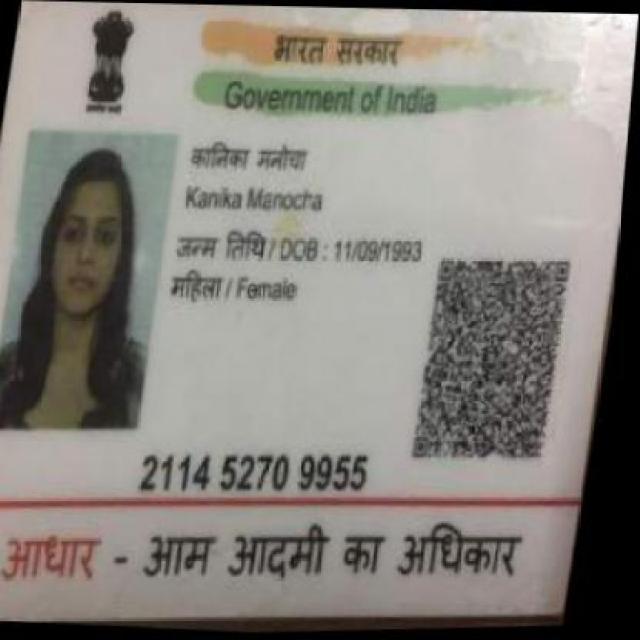 भारत सरकार
Government of India
कानिका मनोचा
Kanika Manocha
जन्म तिथि / DOB : 11/09/1993
महिला / Female
2114 5270 9955
आधार - आम आदमी का अधिकार